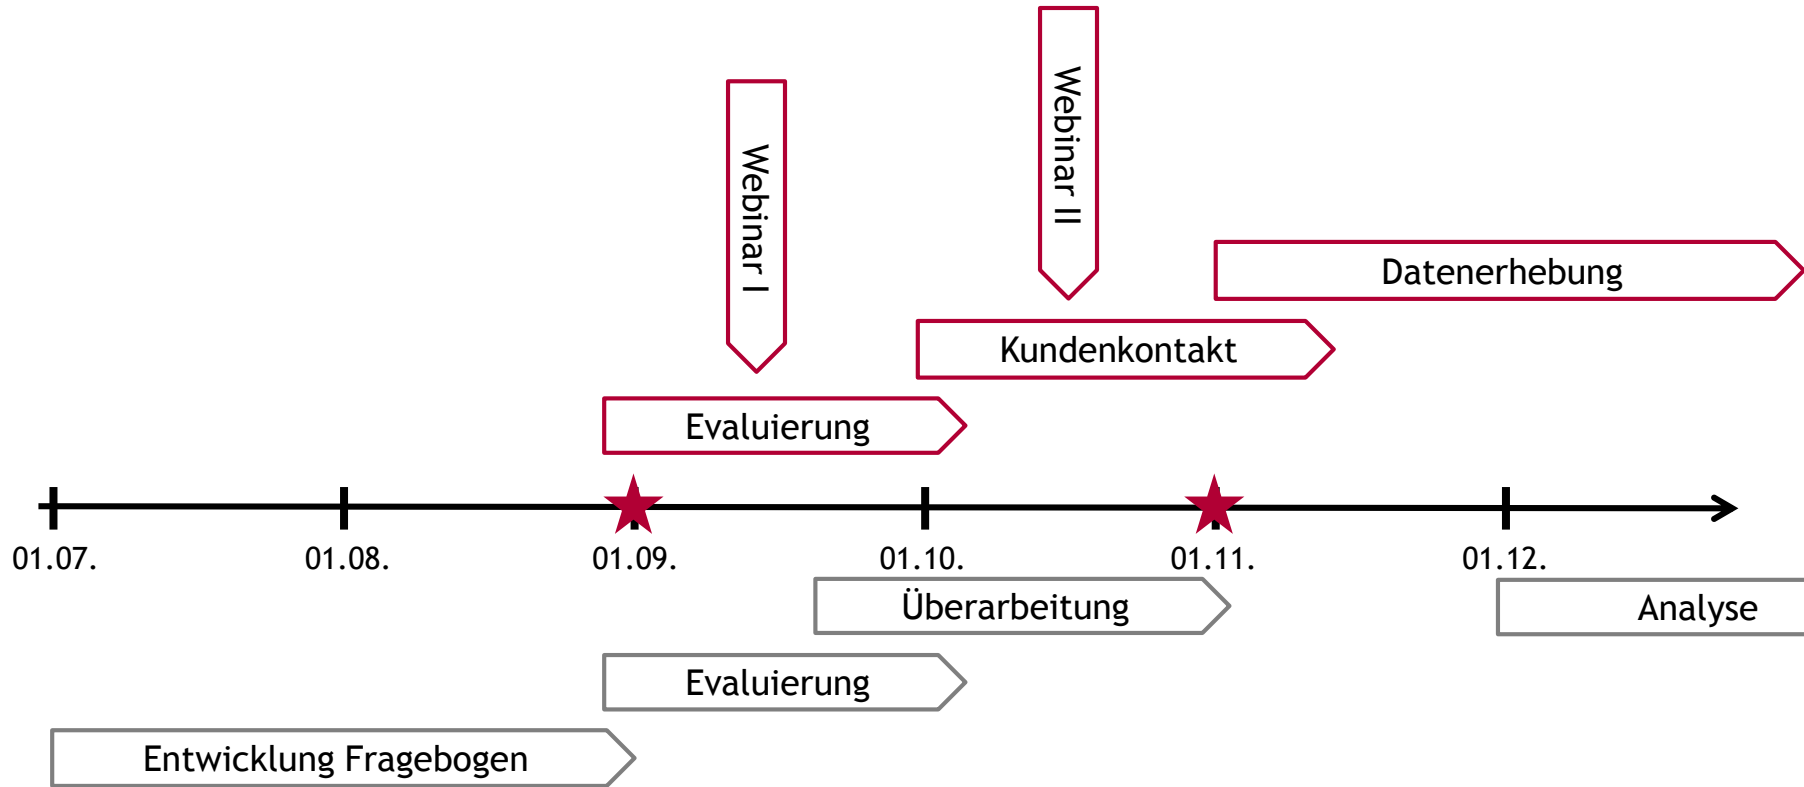 Webinar I
Webinar II
Datenerhebung
Kundenkontakt
Evaluierung
01.07.
01.08.
01.09.
01.10.
01.11.
01.12.
Überarbeitung
Analyse
Evaluierung
Entwicklung Fragebogen